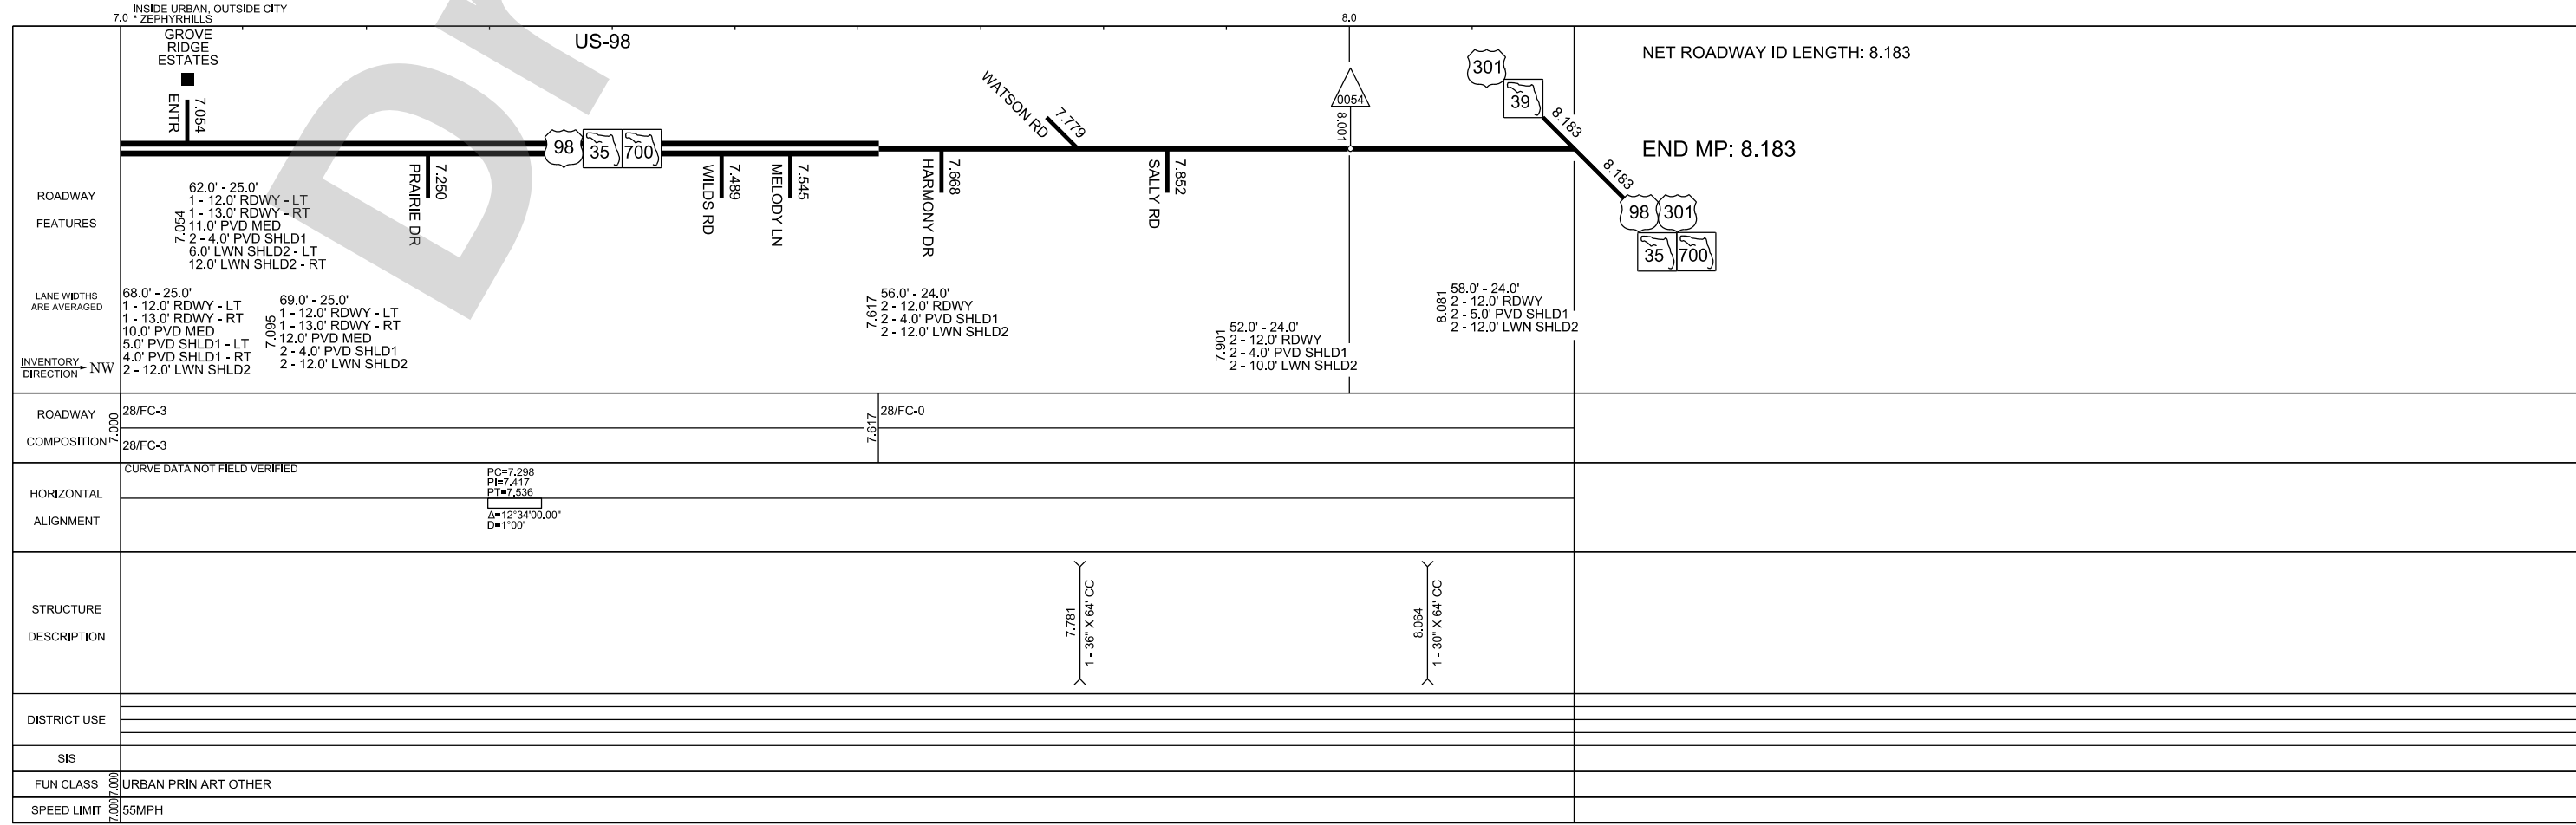 INSIDE URBAN, OUTSIDE CITY
7.0 * ZEPHYRHILLS
8.0
GROVE
RIDGE
ESTATES
US-98
NET ROADWAY ID LENGTH: 8.183
END MP: 8.183
ENTR
7.054
98
35
700
PRAIRIE DR
7.250
WILDS RD
7.489
MELODY LN
7.545
HARMONY DR
7.668
WATSON RD
7.779
SALLY RD
7.852
0054
8.001
301
39
8.183
8.183
98
301
35
700
ROADWAY
FEATURES
7.054
62.0' - 25.0'
1 - 12.0' RDWY - LT
1 - 13.0' RDWY - RT
11.0' PVD MED
2 - 4.0' PVD SHLD1
6.0' LWN SHLD2 - LT
12.0' LWN SHLD2 - RT
LANE WIDTHS
ARE AVERAGED
INVENTORY
DIRECTION
NW
68.0' - 25.0'
1 - 12.0' RDWY - LT
1 - 13.0' RDWY - RT
10.0' PVD MED
5.0' PVD SHLD1 - LT
4.0' PVD SHLD1 - RT
2 - 12.0' LWN SHLD2
7.095
69.0' - 25.0'
1 - 12.0' RDWY - LT
1 - 13.0' RDWY - RT
12.0' PVD MED
2 - 4.0' PVD SHLD1
2 - 12.0' LWN SHLD2
7.617
56.0' - 24.0'
2 - 12.0' RDWY
2 - 4.0' PVD SHLD1
2 - 12.0' LWN SHLD2
7.901
52.0' - 24.0'
2 - 12.0' RDWY
2 - 4.0' PVD SHLD1
2 - 10.0' LWN SHLD2
8.081
58.0' - 24.0'
2 - 12.0' RDWY
2 - 5.0' PVD SHLD1
2 - 12.0' LWN SHLD2
ROADWAY
COMPOSITION
7.000
28/FC-3
28/FC-3
7.617
28/FC-0
HORIZONTAL
ALIGNMENT
CURVE DATA NOT FIELD VERIFIED
PC=7.298
PI=7.417
PT=7.536
Δ=12°34'00.00"
D=1°00'
STRUCTURE
DESCRIPTION
7.781
1 - 36" X 64' CC
8.064
1 - 30" X 64' CC
DISTRICT USE
SIS
FUN CLASS
7.000
URBAN PRIN ART OTHER
SPEED LIMIT
7.000
55MPH